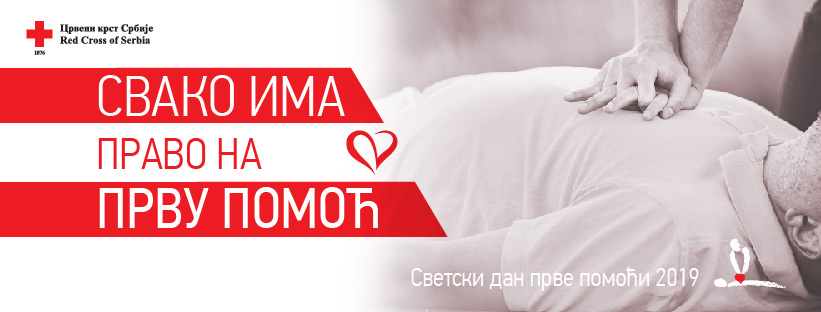 Црвени крст Србије
Red Cross of Serbia
1876
СВАКО ИМА
ПРАВО НА
ПРВУ ПОМОЋ
Светски дан прве помоћи 2019